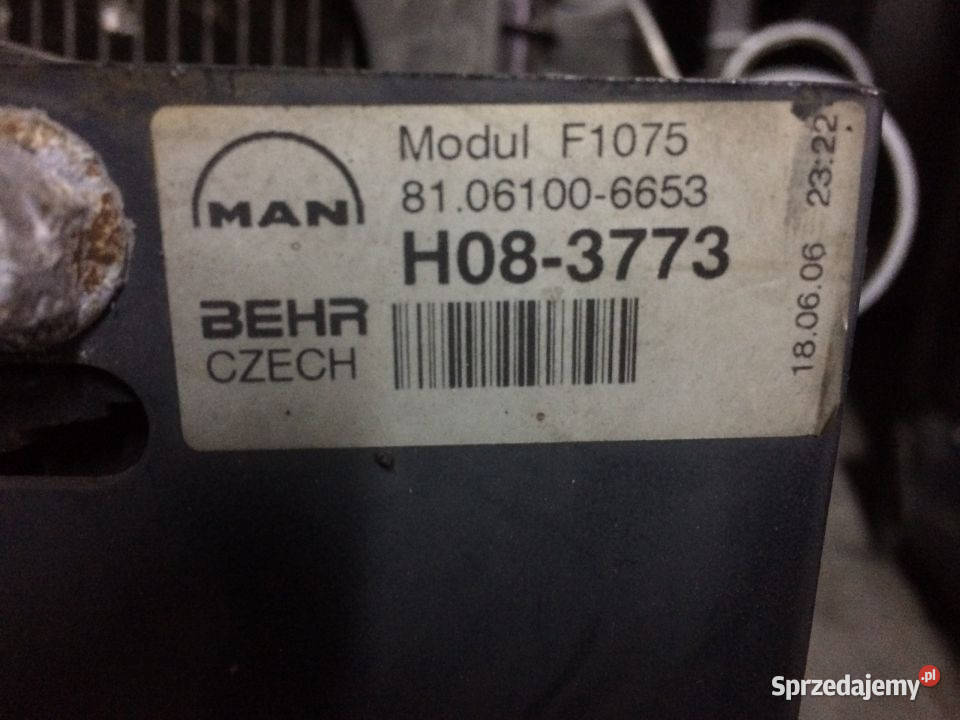 MAN
Modul F1075
81.06100-6653
H08-3773
BEHR
CZECH
18.06.06 23:22
Sprzedajemy.pl